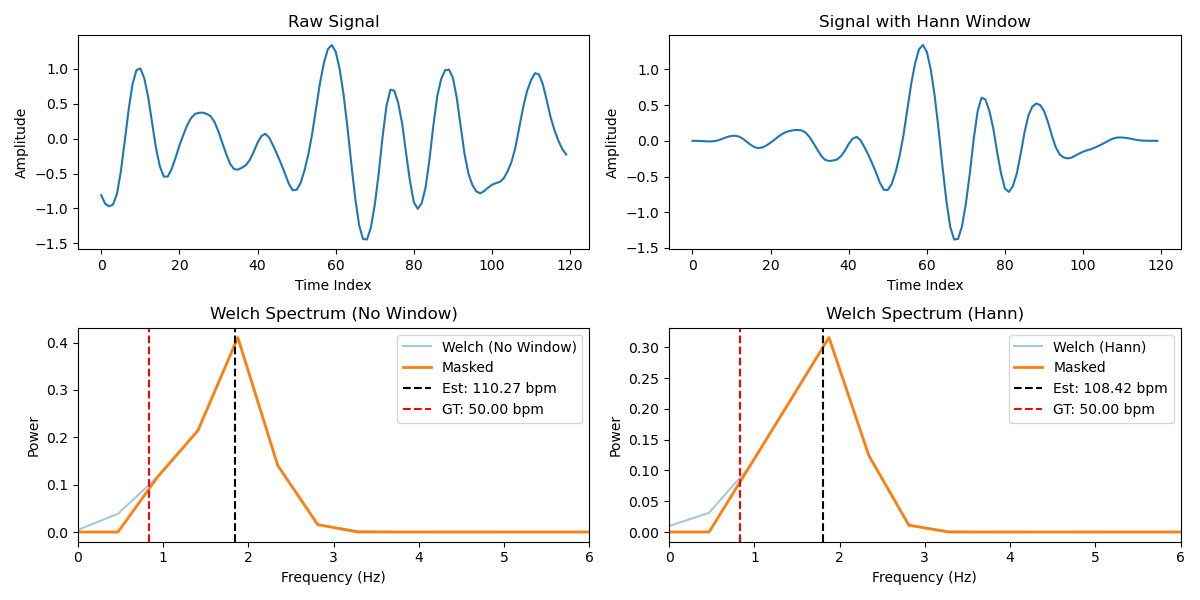 Raw Signal
Amplitude
1.0
0.5
0.0
−0.5
−1.0
−1.5
0 20 40 60 80 100 120
Time Index
Signal with Hann Window
Amplitude
1.0
0.5
0.0
−0.5
−1.0
−1.5
0 20 40 60 80 100 120
Time Index
Welch Spectrum (No Window)
Power
0.4
0.3
0.2
0.1
0.0
0 1 2 3 4 5 6
Frequency (Hz)
Welch (No Window)
Masked
Est: 110.27 bpm
GT: 50.00 bpm
Welch Spectrum (Hann)
Power
0.30
0.25
0.20
0.15
0.10
0.05
0.00
0 1 2 3 4 5 6
Frequency (Hz)
Welch (Hann)
Masked
Est: 108.42 bpm
GT: 50.00 bpm